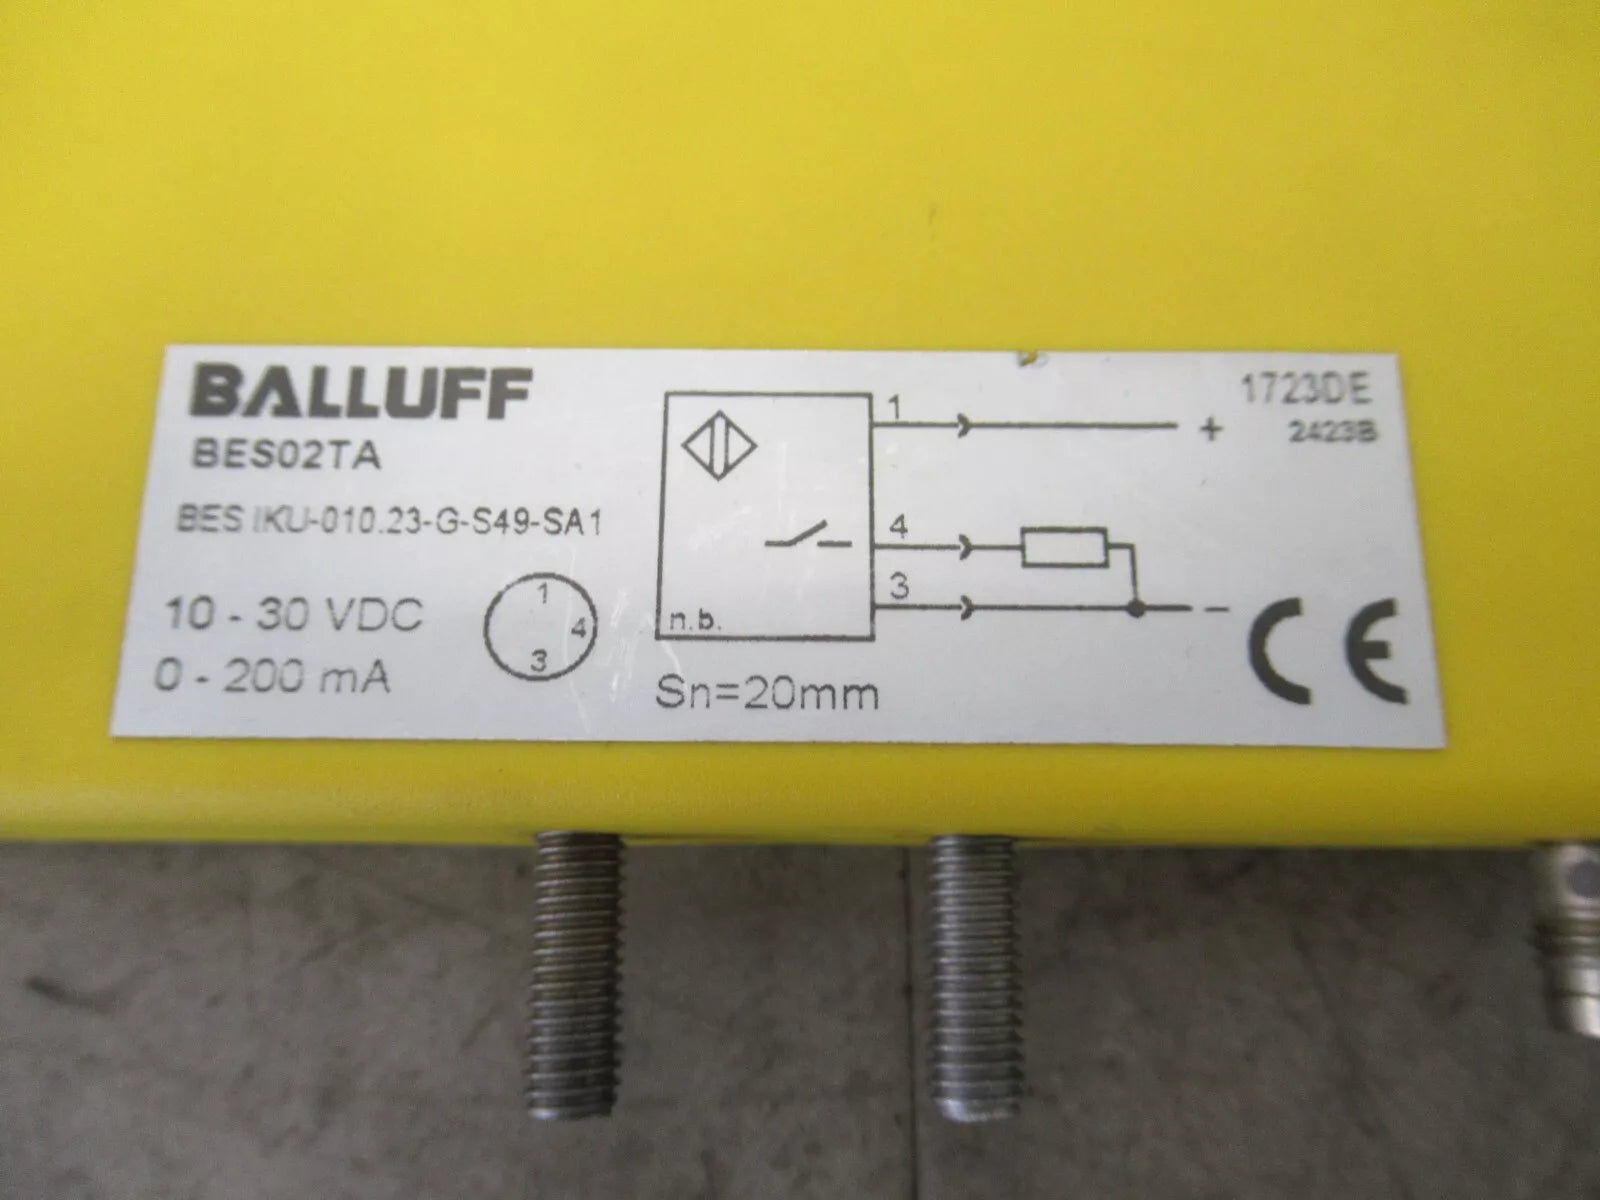 BALLUFF
BES02TA
BES IKU-010.23-G-S49-SA1
10 - 30 VDC
0 - 200 mA
1
4
3
n.b.
1
+
4
3
-
Sn=20mm
1723DE
2423B
CE